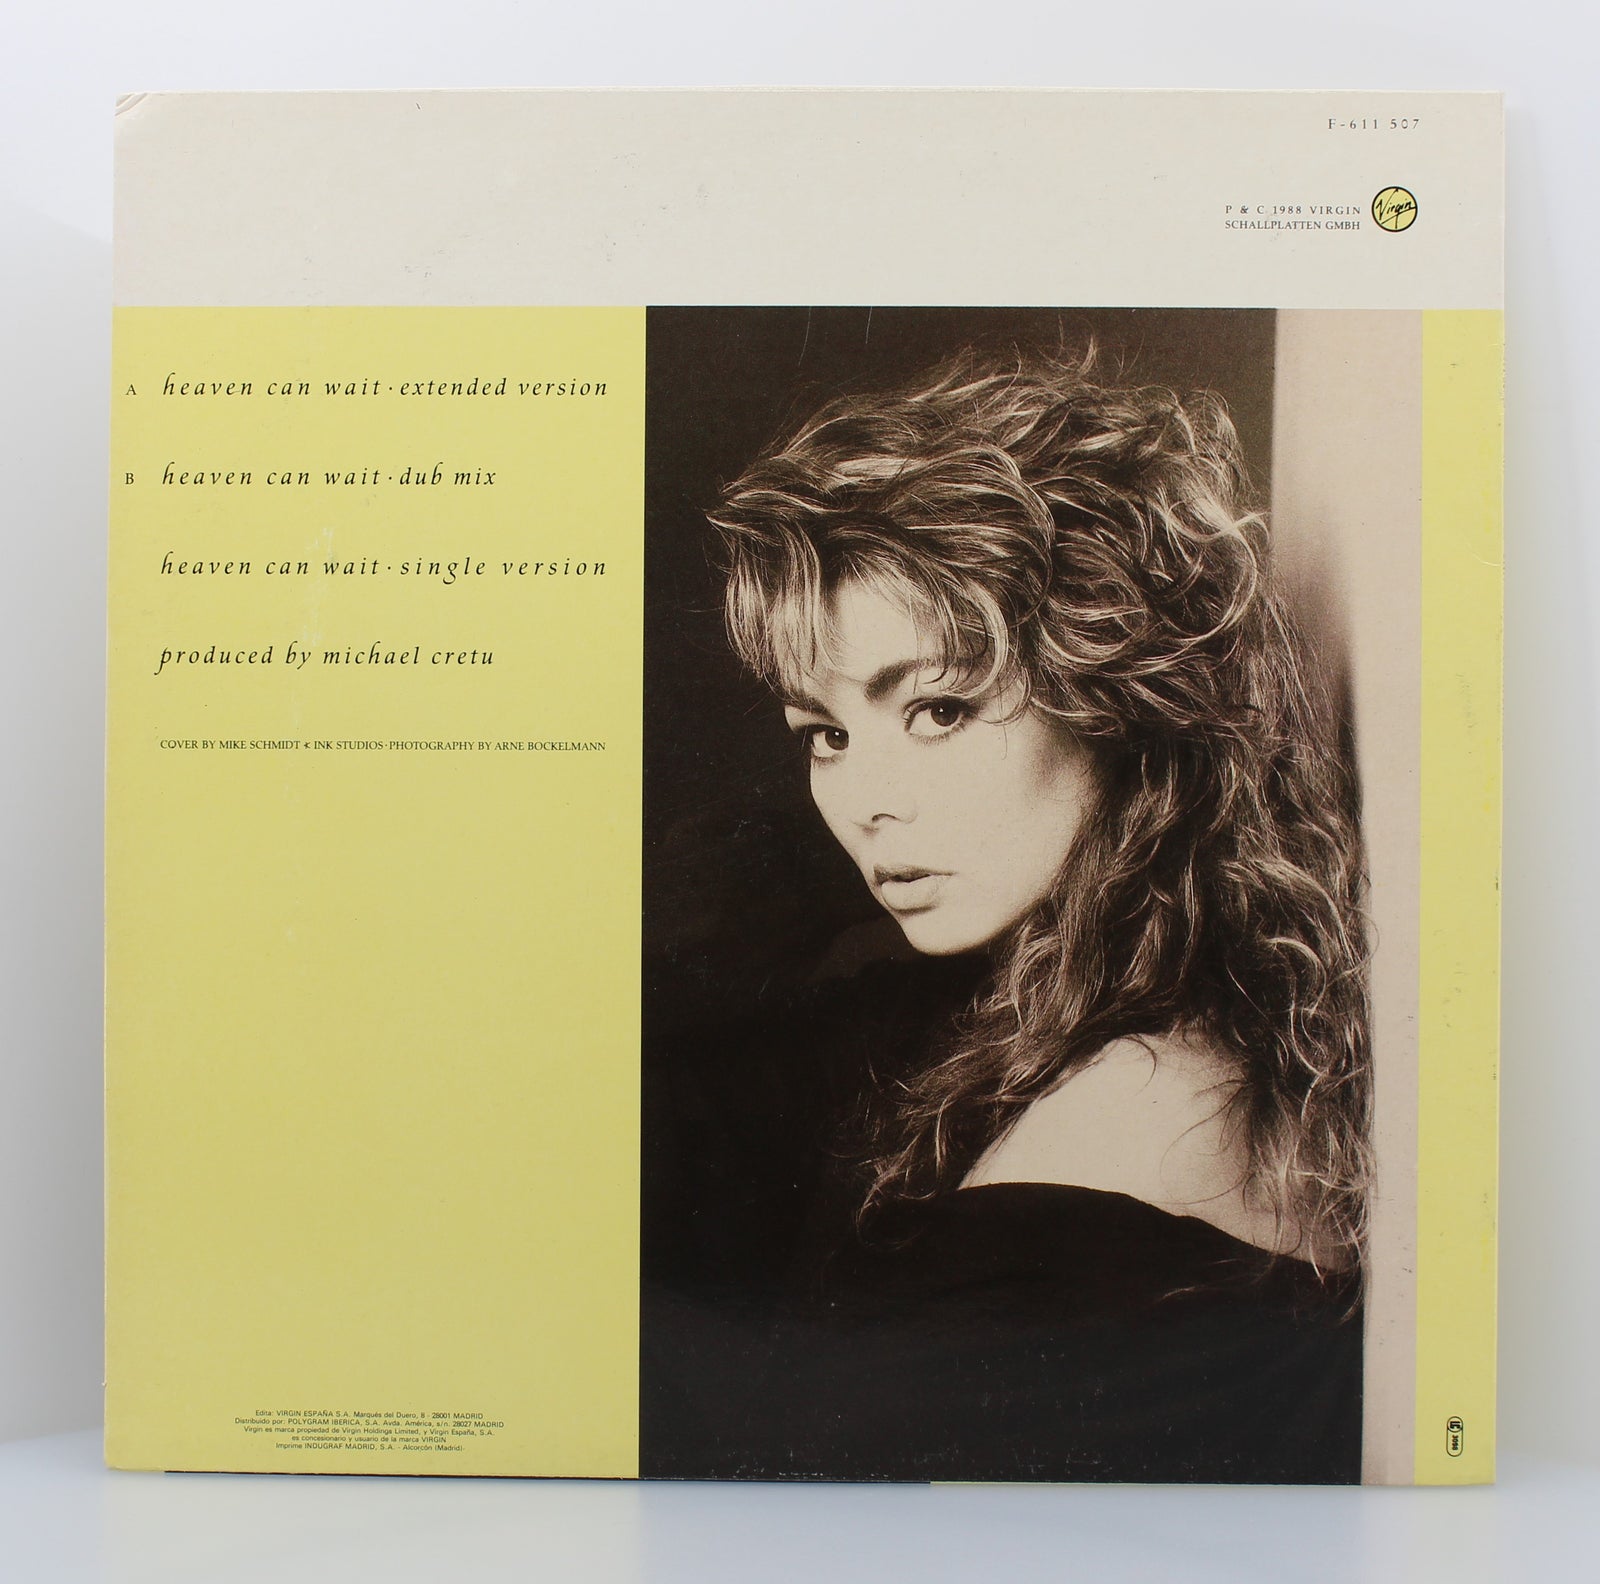 F-611 507
P & C 1988 VIRGIN
SCHALLPLATTEN GMBH
Virgin
A heaven can wait · extended version
B heaven can wait · dub mix
heaven can wait · single version
produced by michael cretu
COVER BY MIKE SCHMIDT * INK STUDIOS · PHOTOGRAPHY BY ARNE BOCKELMANN
Edita: VIRGIN ESPAÑA S.A. Marqués del Duero, 8 - 28001 MADRID
Distribuido por: POLYGRAM IBERICA, S.A. Avda. América, s/n. 28027 MADRID
Virgin es marca propiedad de Virgin Holdings Limited, y Virgin España, S.A.
es concesionario y usuario de la marca VIRGIN
Imprime INDUGRAF MADRID, S.A. - Alcorcón (Madrid)
LC 3098